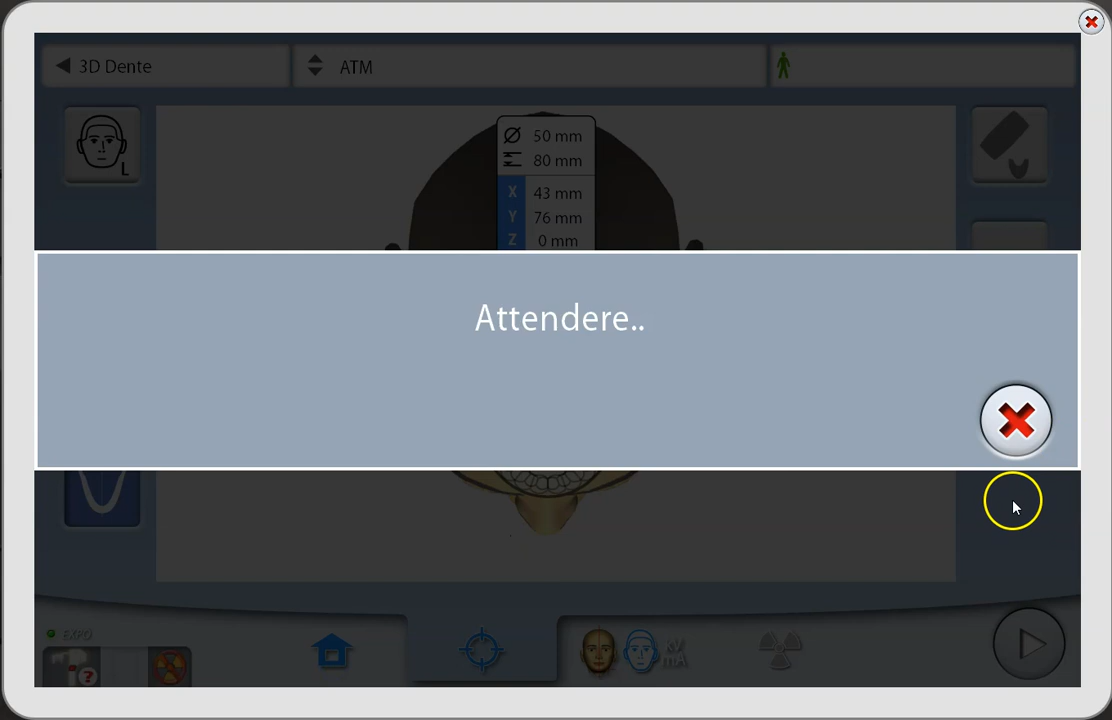 3D Dente
ATM
50 mm
80 mm
X 43 mm
Y 76 mm
Z 0 mm
Attendere..
L
EXPO
kV
mA
?